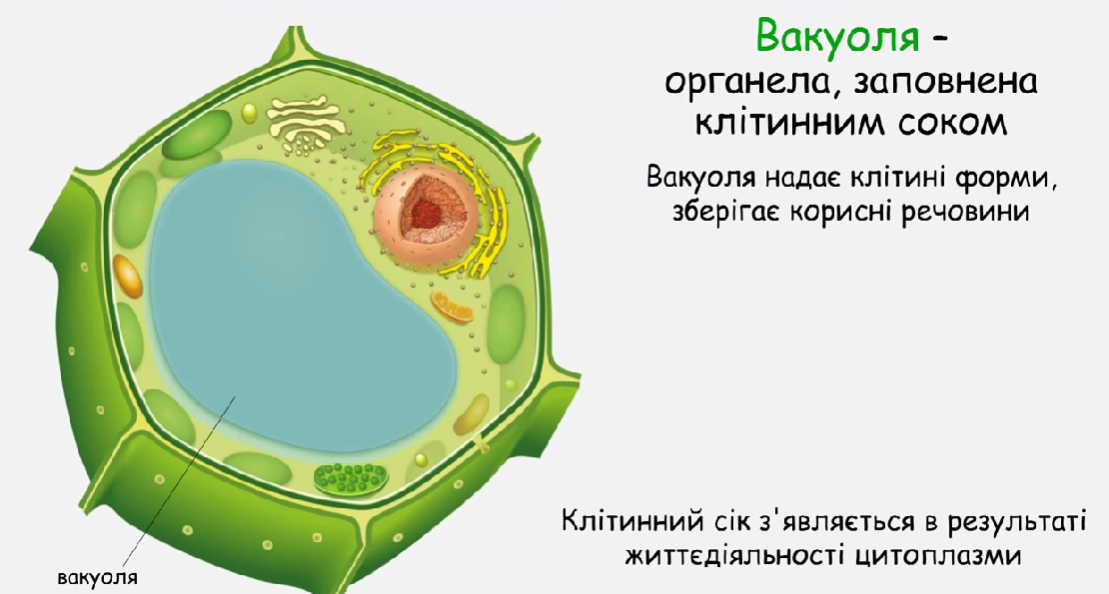 Вакуоля –
органела, заповнена
клітинним соком
Вакуоля надає клітині форми,
зберігає корисні речовини
Клітинний сік з'являється в результаті
життєдіяльності цитоплазми
вакуоля